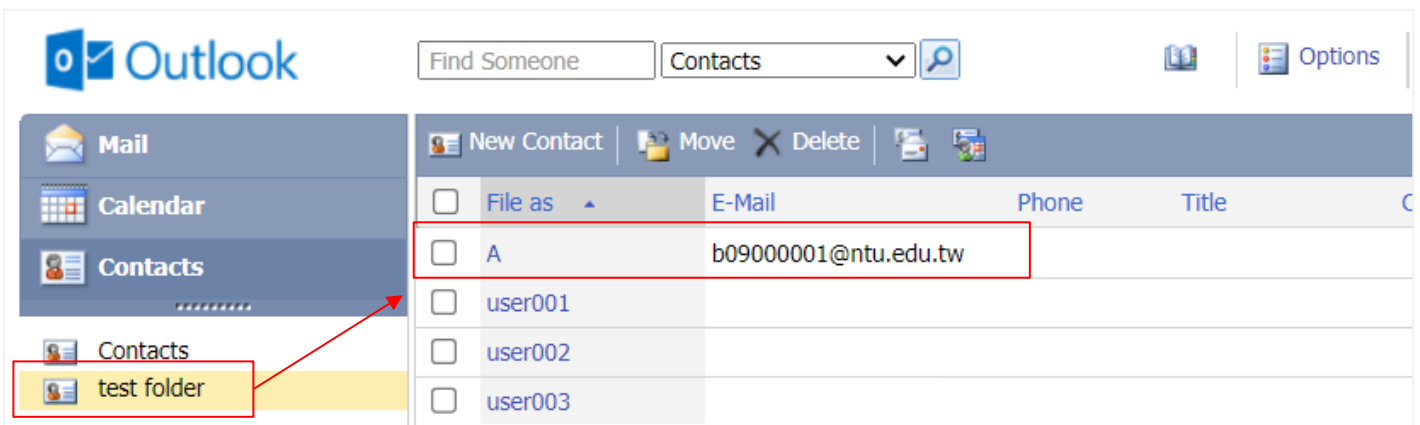 Outlook
Find Someone
Contacts
Options
Mail
Calendar
Contacts
Contacts
test folder
New Contact
Move
Delete
File as
E-Mail
Phone
Title
A
b09000001@ntu.edu.tw
user001
user002
user003